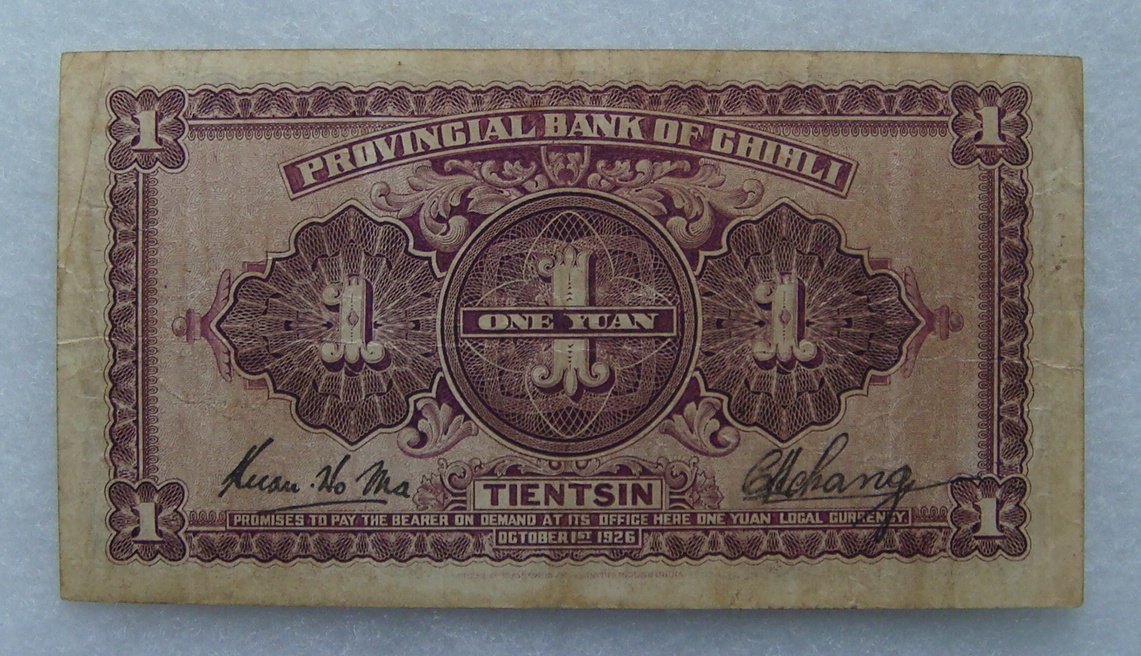 1 1
PROVINCIAL BANK OF CHIHLI
1 1 1
ONE YUAN
Kuan. Ho Ma CHchang
TIENTSIN
1 1
PROMISES TO PAY THE BEARER ON DEMAND AT ITS OFFICE HERE ONE YUAN LOCAL CURRENCY.
OCTOBER 1ST 1926